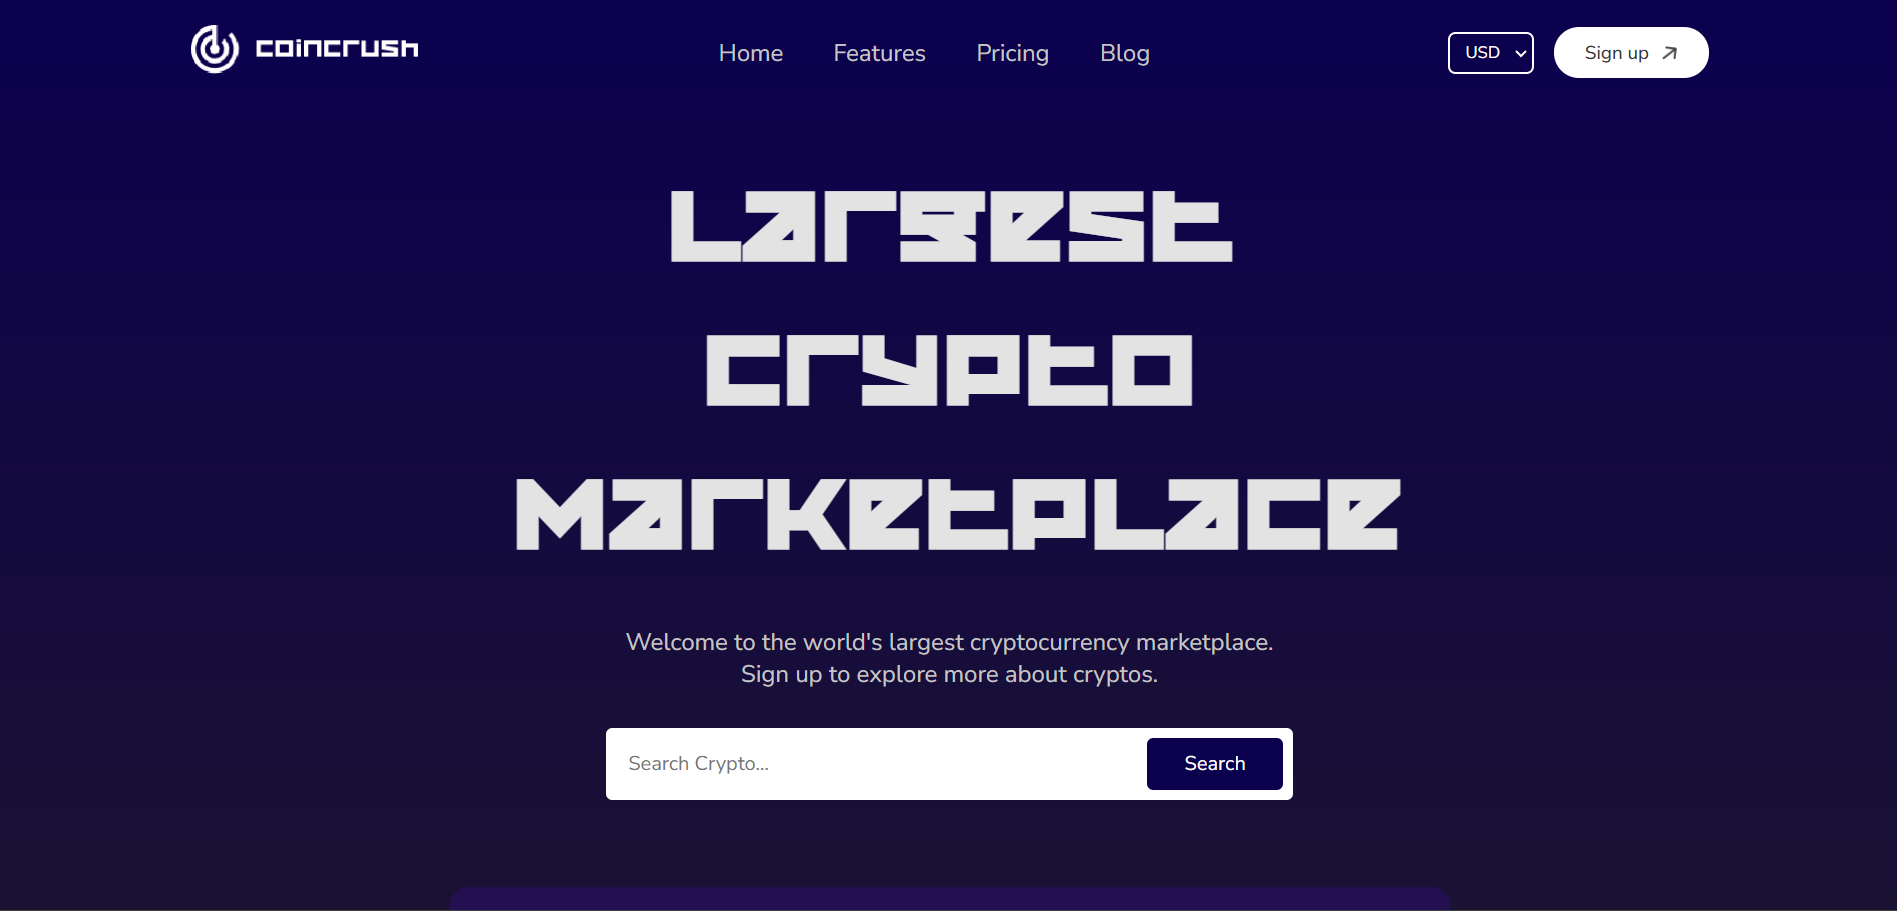 coincrush
Home Features Pricing Blog
USD
Sign up
Largest
Crypto
Marketplace
Welcome to the world's largest cryptocurrency marketplace.
Sign up to explore more about cryptos.
Search Crypto...
Search